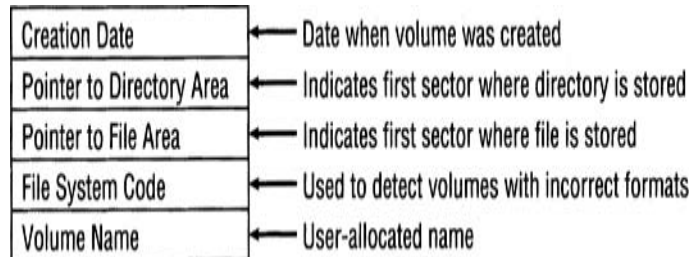 Creation Date Date when volume was created
Pointer to Directory Area Indicates first sector where directory is stored
Pointer to File Area Indicates first sector where file is stored
File System Code Used to detect volumes with incorrect formats
Volume Name User-allocated name